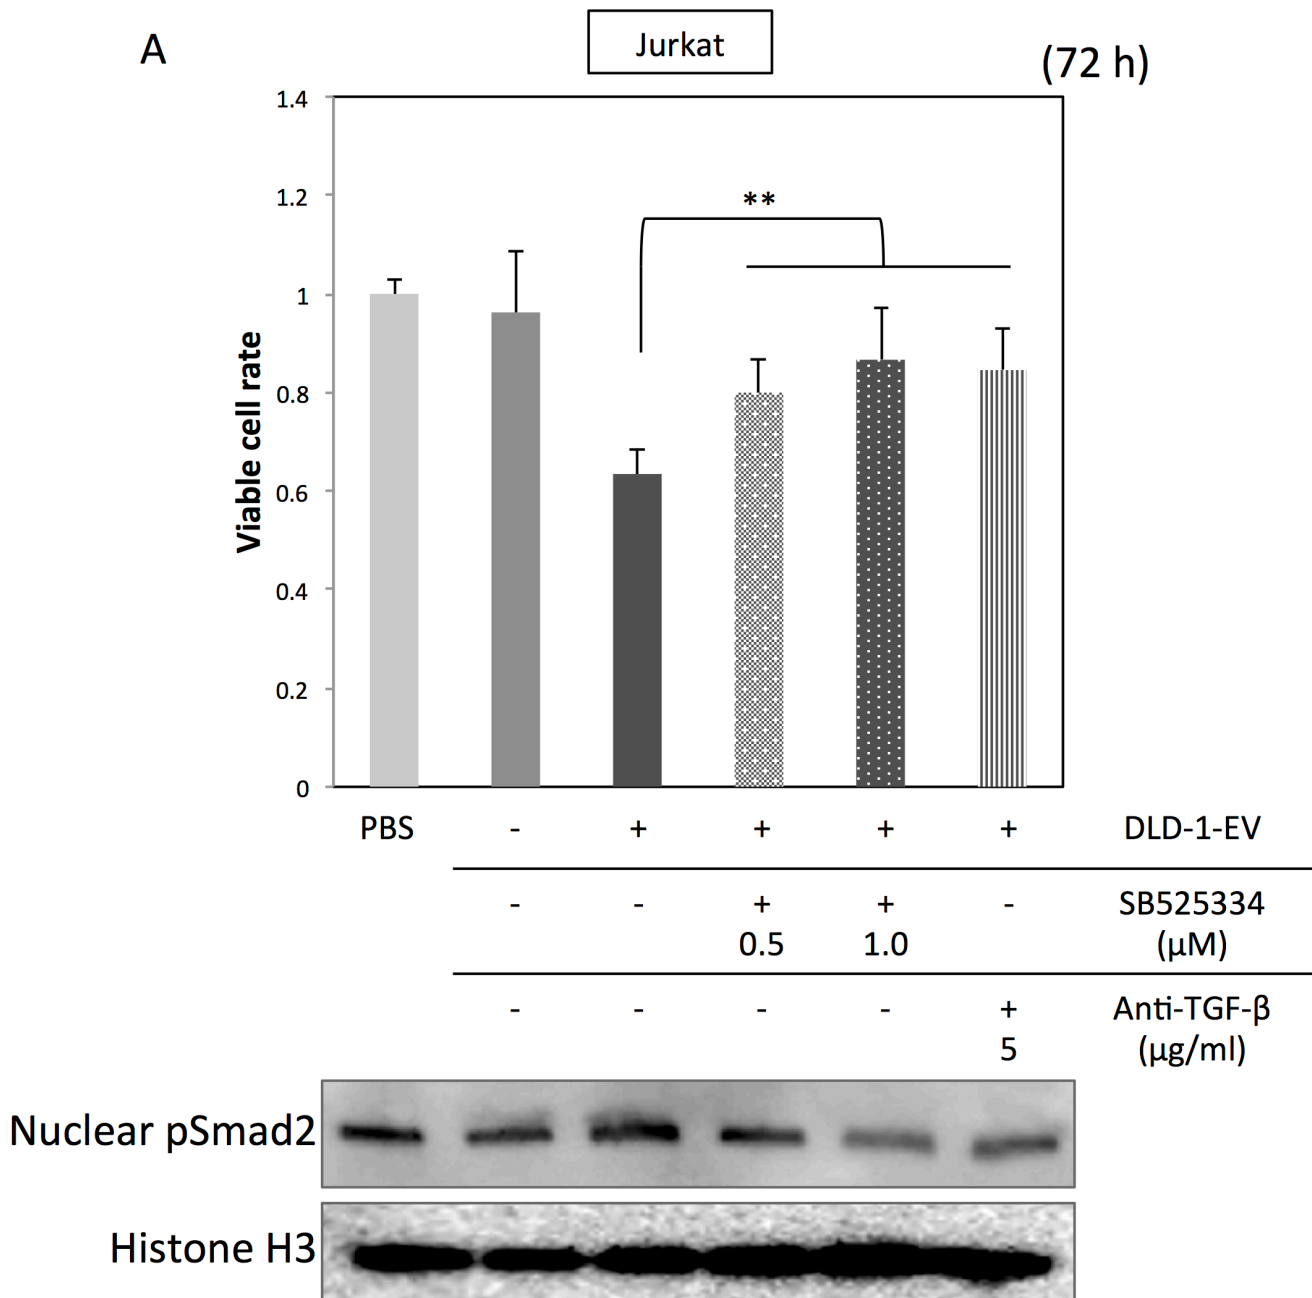 A
Jurkat
(72 h)
1.4
1.2
1
0.8
0.6
0.4
0.2
0
Viable cell rate
**
PBS - + + + + DLD-1-EV
- - + + - SB525334
0.5 1.0 (μM)
- - - - + Anti-TGF-β
5 (μg/ml)
Nuclear pSmad2
Histone H3